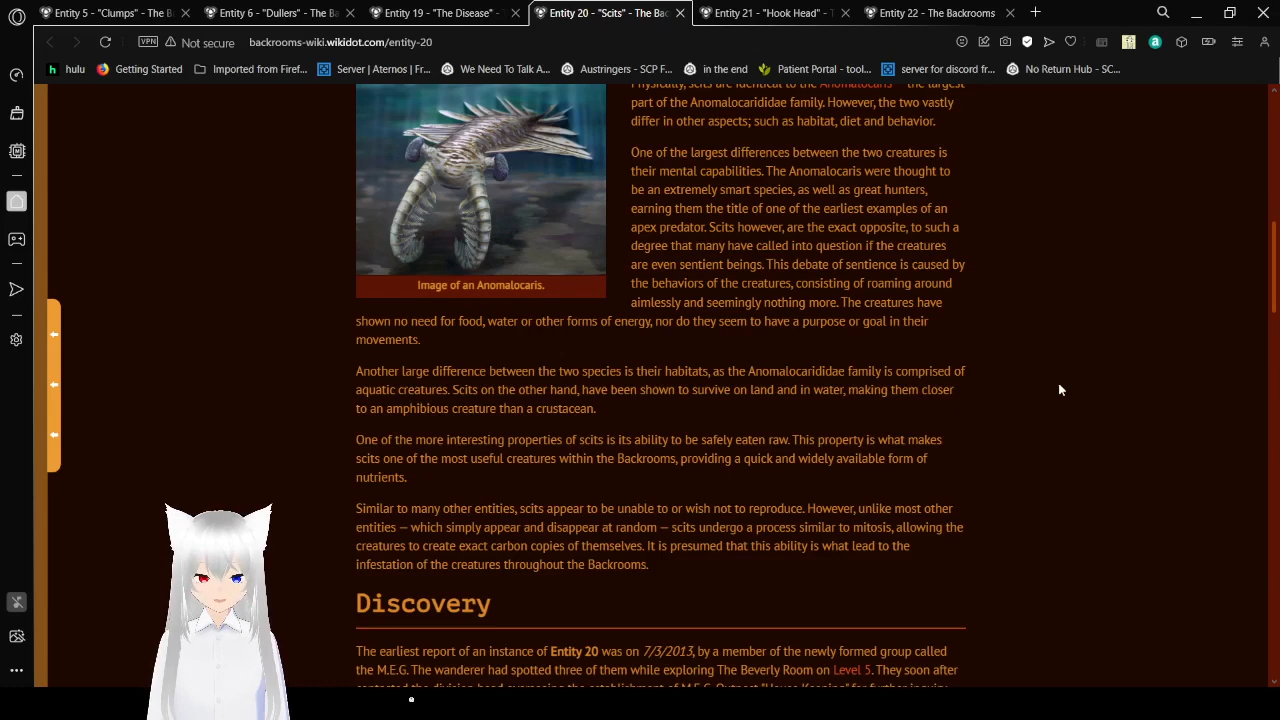 Entity 5 - "Clumps" - The B
Entity 6 - "Dullers" - The Ba
Entity 19 - "The Disease" -
Entity 20 - "Scits" - The Bac
Entity 21 - "Hook Head" - T
Entity 22 - The Backrooms
VPN Not secure backrooms-wiki.wikidot.com/entity-20
hulu Getting Started Imported from Firef... Server | Aternos | Fr... We Need To Talk A... Austringers - SCP F... in the end Patient Portal - tool... server for discord fr... No Return Hub - SC...
Physically, scits are identical to the Anomalocaris — the largest
part of the Anomalocarididae family. However, the two vastly
differ in other aspects; such as habitat, diet and behavior.
One of the largest differences between the two creatures is
their mental capabilities. The Anomalocaris were thought to
be an extremely smart species, as well as great hunters,
earning them the title of one of the earliest examples of an
apex predator. Scits however, are the exact opposite, to such a
degree that many have called into question if the creatures
are even sentient beings. This debate of sentience is caused by
the behaviors of the creatures, consisting of roaming around
aimlessly and seemingly nothing more. The creatures have
Image of an Anomalocaris.
shown no need for food, water or other forms of energy, nor do they seem to have a purpose or goal in their
movements.
Another large difference between the two species is their habitats, as the Anomalocarididae family is comprised of
aquatic creatures. Scits on the other hand, have been shown to survive on land and in water, making them closer
to an amphibious creature than a crustacean.
One of the more interesting properties of scits is its ability to be safely eaten raw. This property is what makes
scits one of the most useful creatures within the Backrooms, providing a quick and widely available form of
nutrients.
Similar to many other entities, scits appear to be unable to or wish not to reproduce. However, unlike most other
entities — which simply appear and disappear at random — scits undergo a process similar to mitosis, allowing the
creatures to create exact carbon copies of themselves. It is presumed that this ability is what lead to the
infestation of the creatures throughout the Backrooms.
Discovery
The earliest report of an instance of Entity 20 was on 7/3/2013, by a member of the newly formed group called
the M.E.G. The wanderer had spotted three of them while exploring The Beverly Room on Level 5. They soon after